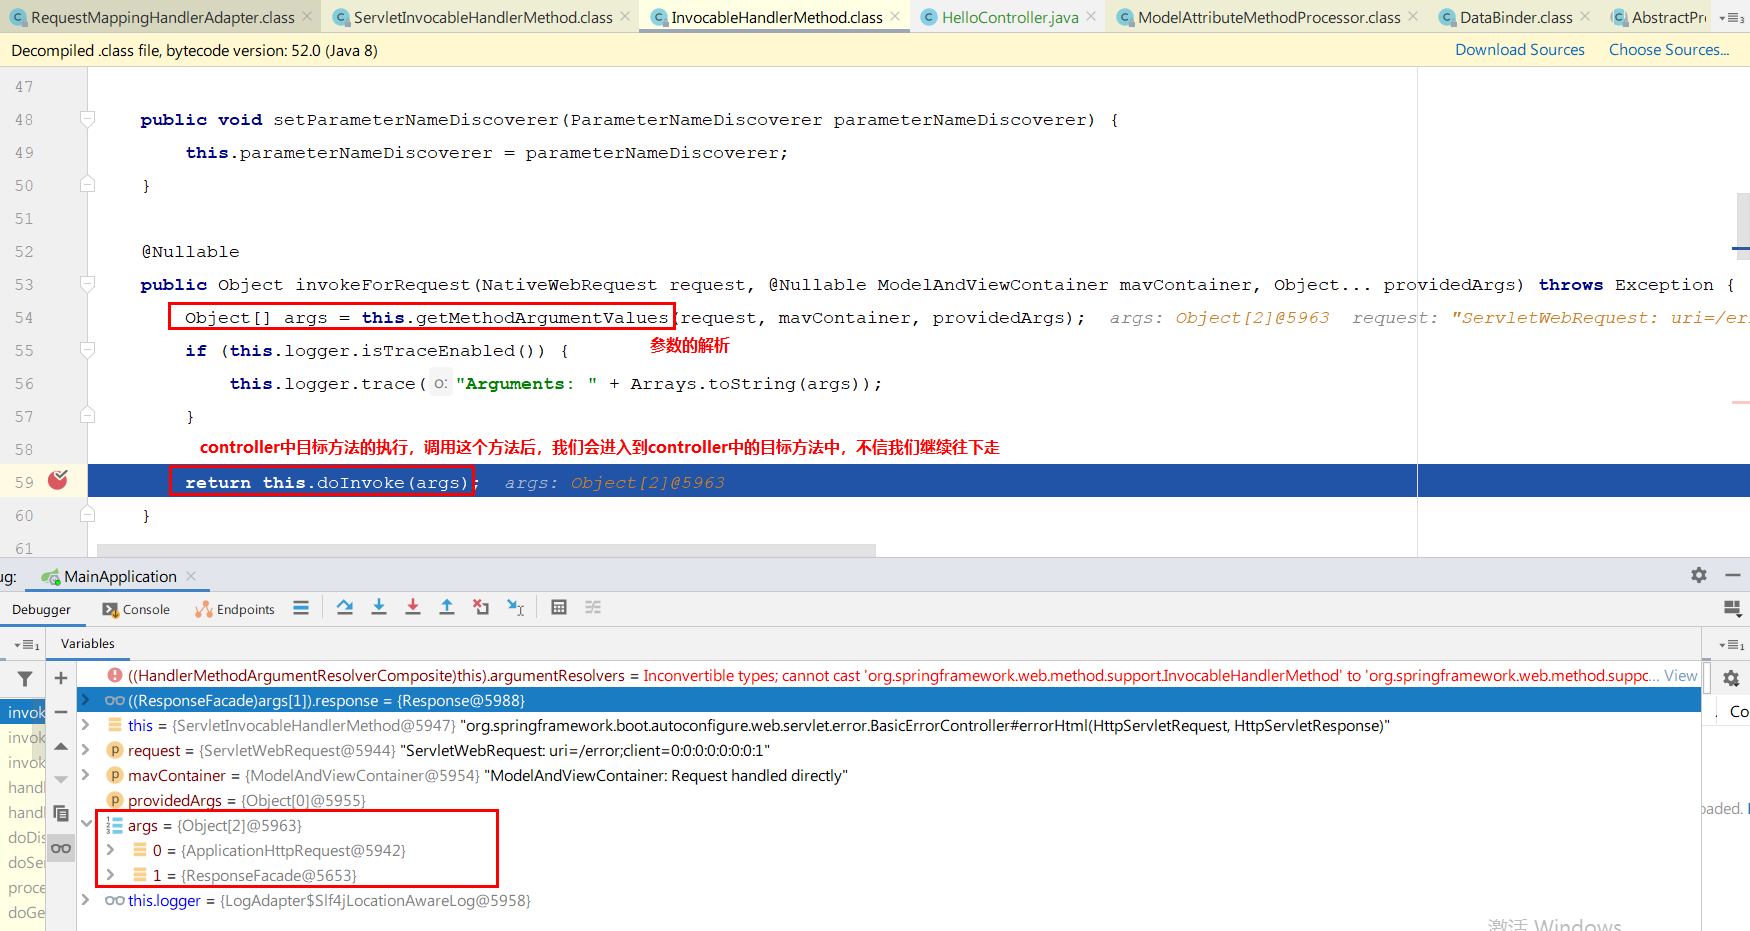 RequestMappingHandlerAdapter.class ServletInvocableHandlerMethod.class InvocableHandlerMethod.class HelloController.java ModelAttributeMethodProcessor.class DataBinder.class AbstractPr
Decompiled .class file, bytecode version: 52.0 (Java 8) Download Sources Choose Sources...
47
48 public void setParameterNameDiscoverer(ParameterNameDiscoverer parameterNameDiscoverer) {
49 this.parameterNameDiscoverer = parameterNameDiscoverer;
50 }
51
52 @Nullable
53 public Object invokeForRequest(NativeWebRequest request, @Nullable ModelAndViewContainer mavContainer, Object... providedArgs) throws Exception {
54 Object[] args = this.getMethodArgumentValues(request, mavContainer, providedArgs); args: Object[2]@5963 request: "ServletWebRequest: uri=/er
参数的解析
55 if (this.logger.isTraceEnabled()) {
56 this.logger.trace( o: "Arguments: " + Arrays.toString(args));
57 }
controller中目标方法的执行，调用这个方法后，我们会进入到controller中的目标方法中，不信我们继续往下走
58
59 return this.doInvoke(args); args: Object[2]@5963
60 }
61
ug: MainApplication
Debugger Console Endpoints
Variables
((HandlerMethodArgumentResolverComposite)this).argumentResolvers = Inconvertible types; cannot cast 'org.springframework.web.method.support.InvocableHandlerMethod' to 'org.springframework.web.method.suppc... View
invok ((ResponseFacade)args[1]).response = {Response@5988} Co
invok this = {ServletInvocableHandlerMethod@5947} "org.springframework.boot.autoconfigure.web.servlet.error.BasicErrorController#errorHtml(HttpServletRequest, HttpServletResponse)"
invok request = {ServletWebRequest@5944} "ServletWebRequest: uri=/error;client=0:0:0:0:0:0:0:1"
handl mavContainer = {ModelAndViewContainer@5954} "ModelAndViewContainer: Request handled directly"
handl providedArgs = {Object[0]@5955} oaded.
doDis args = {Object[2]@5963}
doSer 0 = {ApplicationHttpRequest@5942}
proce 1 = {ResponseFacade@5653}
doGe this.logger = {LogAdapter$Slf4jLocationAwareLog@5958}
激活 Windows